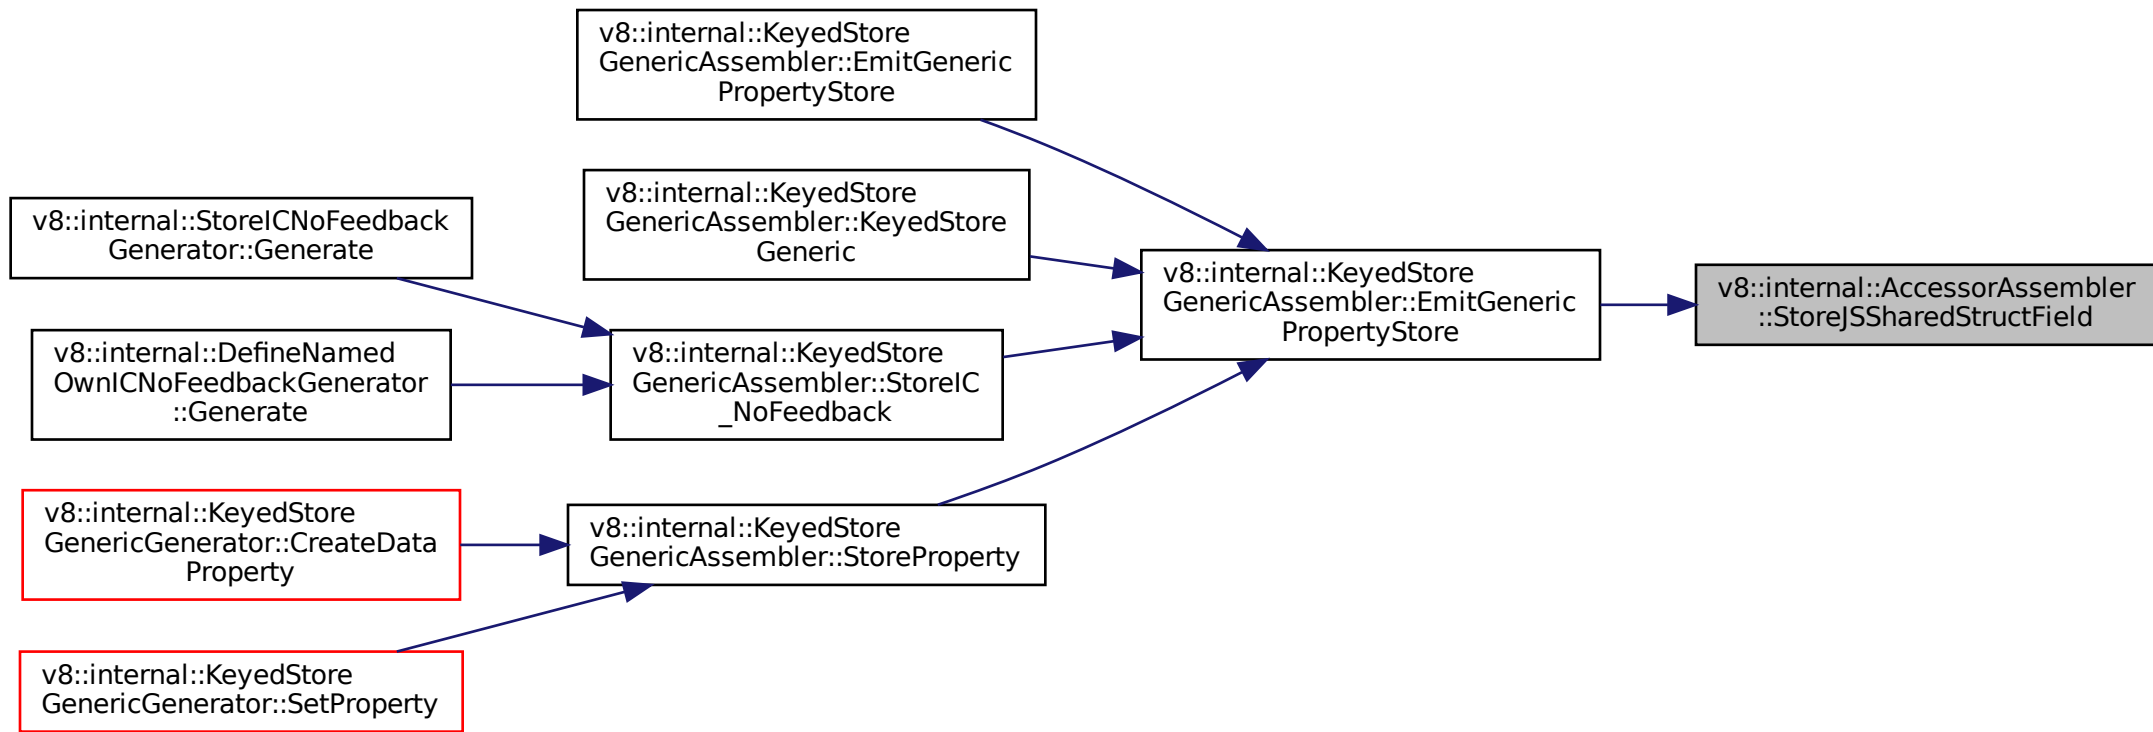 v8::internal::KeyedStore
GenericAssembler::EmitGeneric
PropertyStore
v8::internal::KeyedStore
GenericAssembler::KeyedStore
Generic
v8::internal::StoreICNoFeedback
Generator::Generate
v8::internal::KeyedStore
GenericAssembler::EmitGeneric
PropertyStore
v8::internal::AccessorAssembler
::StoreJSSharedStructField
v8::internal::DefineNamed
OwnICNoFeedbackGenerator
::Generate
v8::internal::KeyedStore
GenericAssembler::StoreIC
_NoFeedback
v8::internal::KeyedStore
GenericGenerator::CreateData
Property
v8::internal::KeyedStore
GenericAssembler::StoreProperty
v8::internal::KeyedStore
GenericGenerator::SetProperty